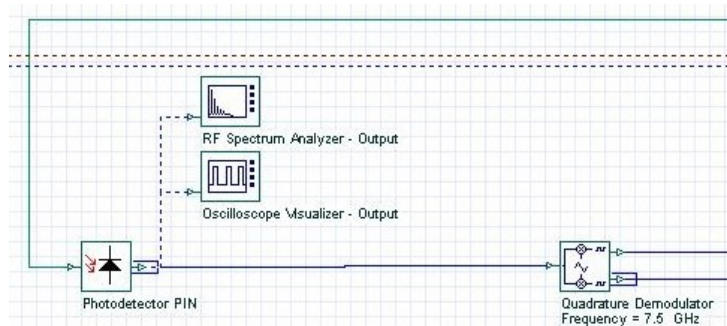 RF Spectrum Analyzer - Output
Oscilloscope Visualizer - Output
Photodetector PIN
Quadrature Demodulator
Frequency = 7.5 GHz